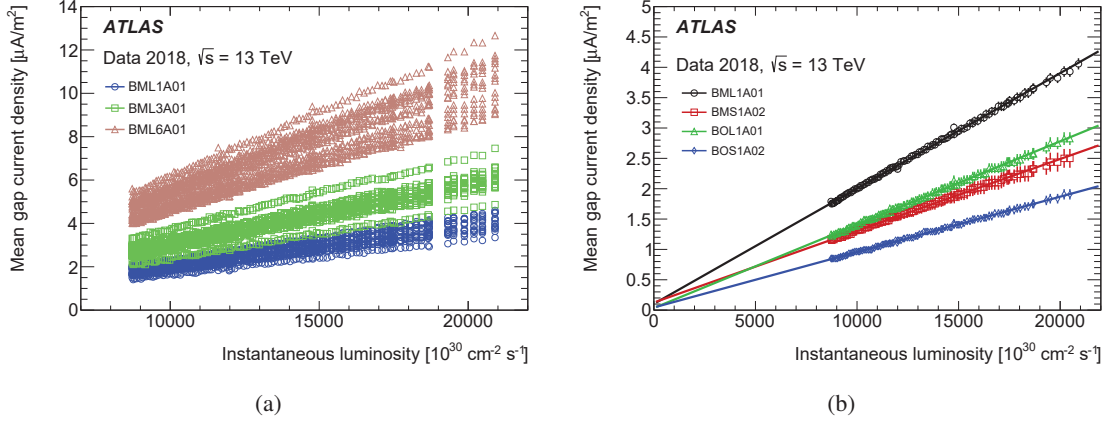 ATLAS
Data 2018, √s = 13 TeV
BML1A01
BML3A01
BML6A01
Mean gap current density [μA/m²]
14
12
10
8
6
4
2
0
10000 15000 20000
Instantaneous luminosity [10³⁰ cm⁻² s⁻¹]
(a)
ATLAS
Data 2018, √s = 13 TeV
BML1A01
BMS1A02
BOL1A01
BOS1A02
Mean gap current density [μA/m²]
5
4.5
4
3.5
3
2.5
2
1.5
1
0.5
0
0 5000 10000 15000 20000
Instantaneous luminosity [10³⁰ cm⁻² s⁻¹]
(b)